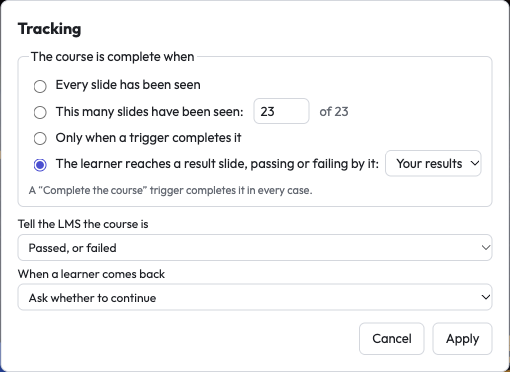 Tracking
The course is complete when
Every slide has been seen
This many slides have been seen: 23 of 23
Only when a trigger completes it
The learner reaches a result slide, passing or failing by it: Your results
A “Complete the course” trigger completes it in every case.
Tell the LMS the course is
Passed, or failed
When a learner comes back
Ask whether to continue
Cancel Apply